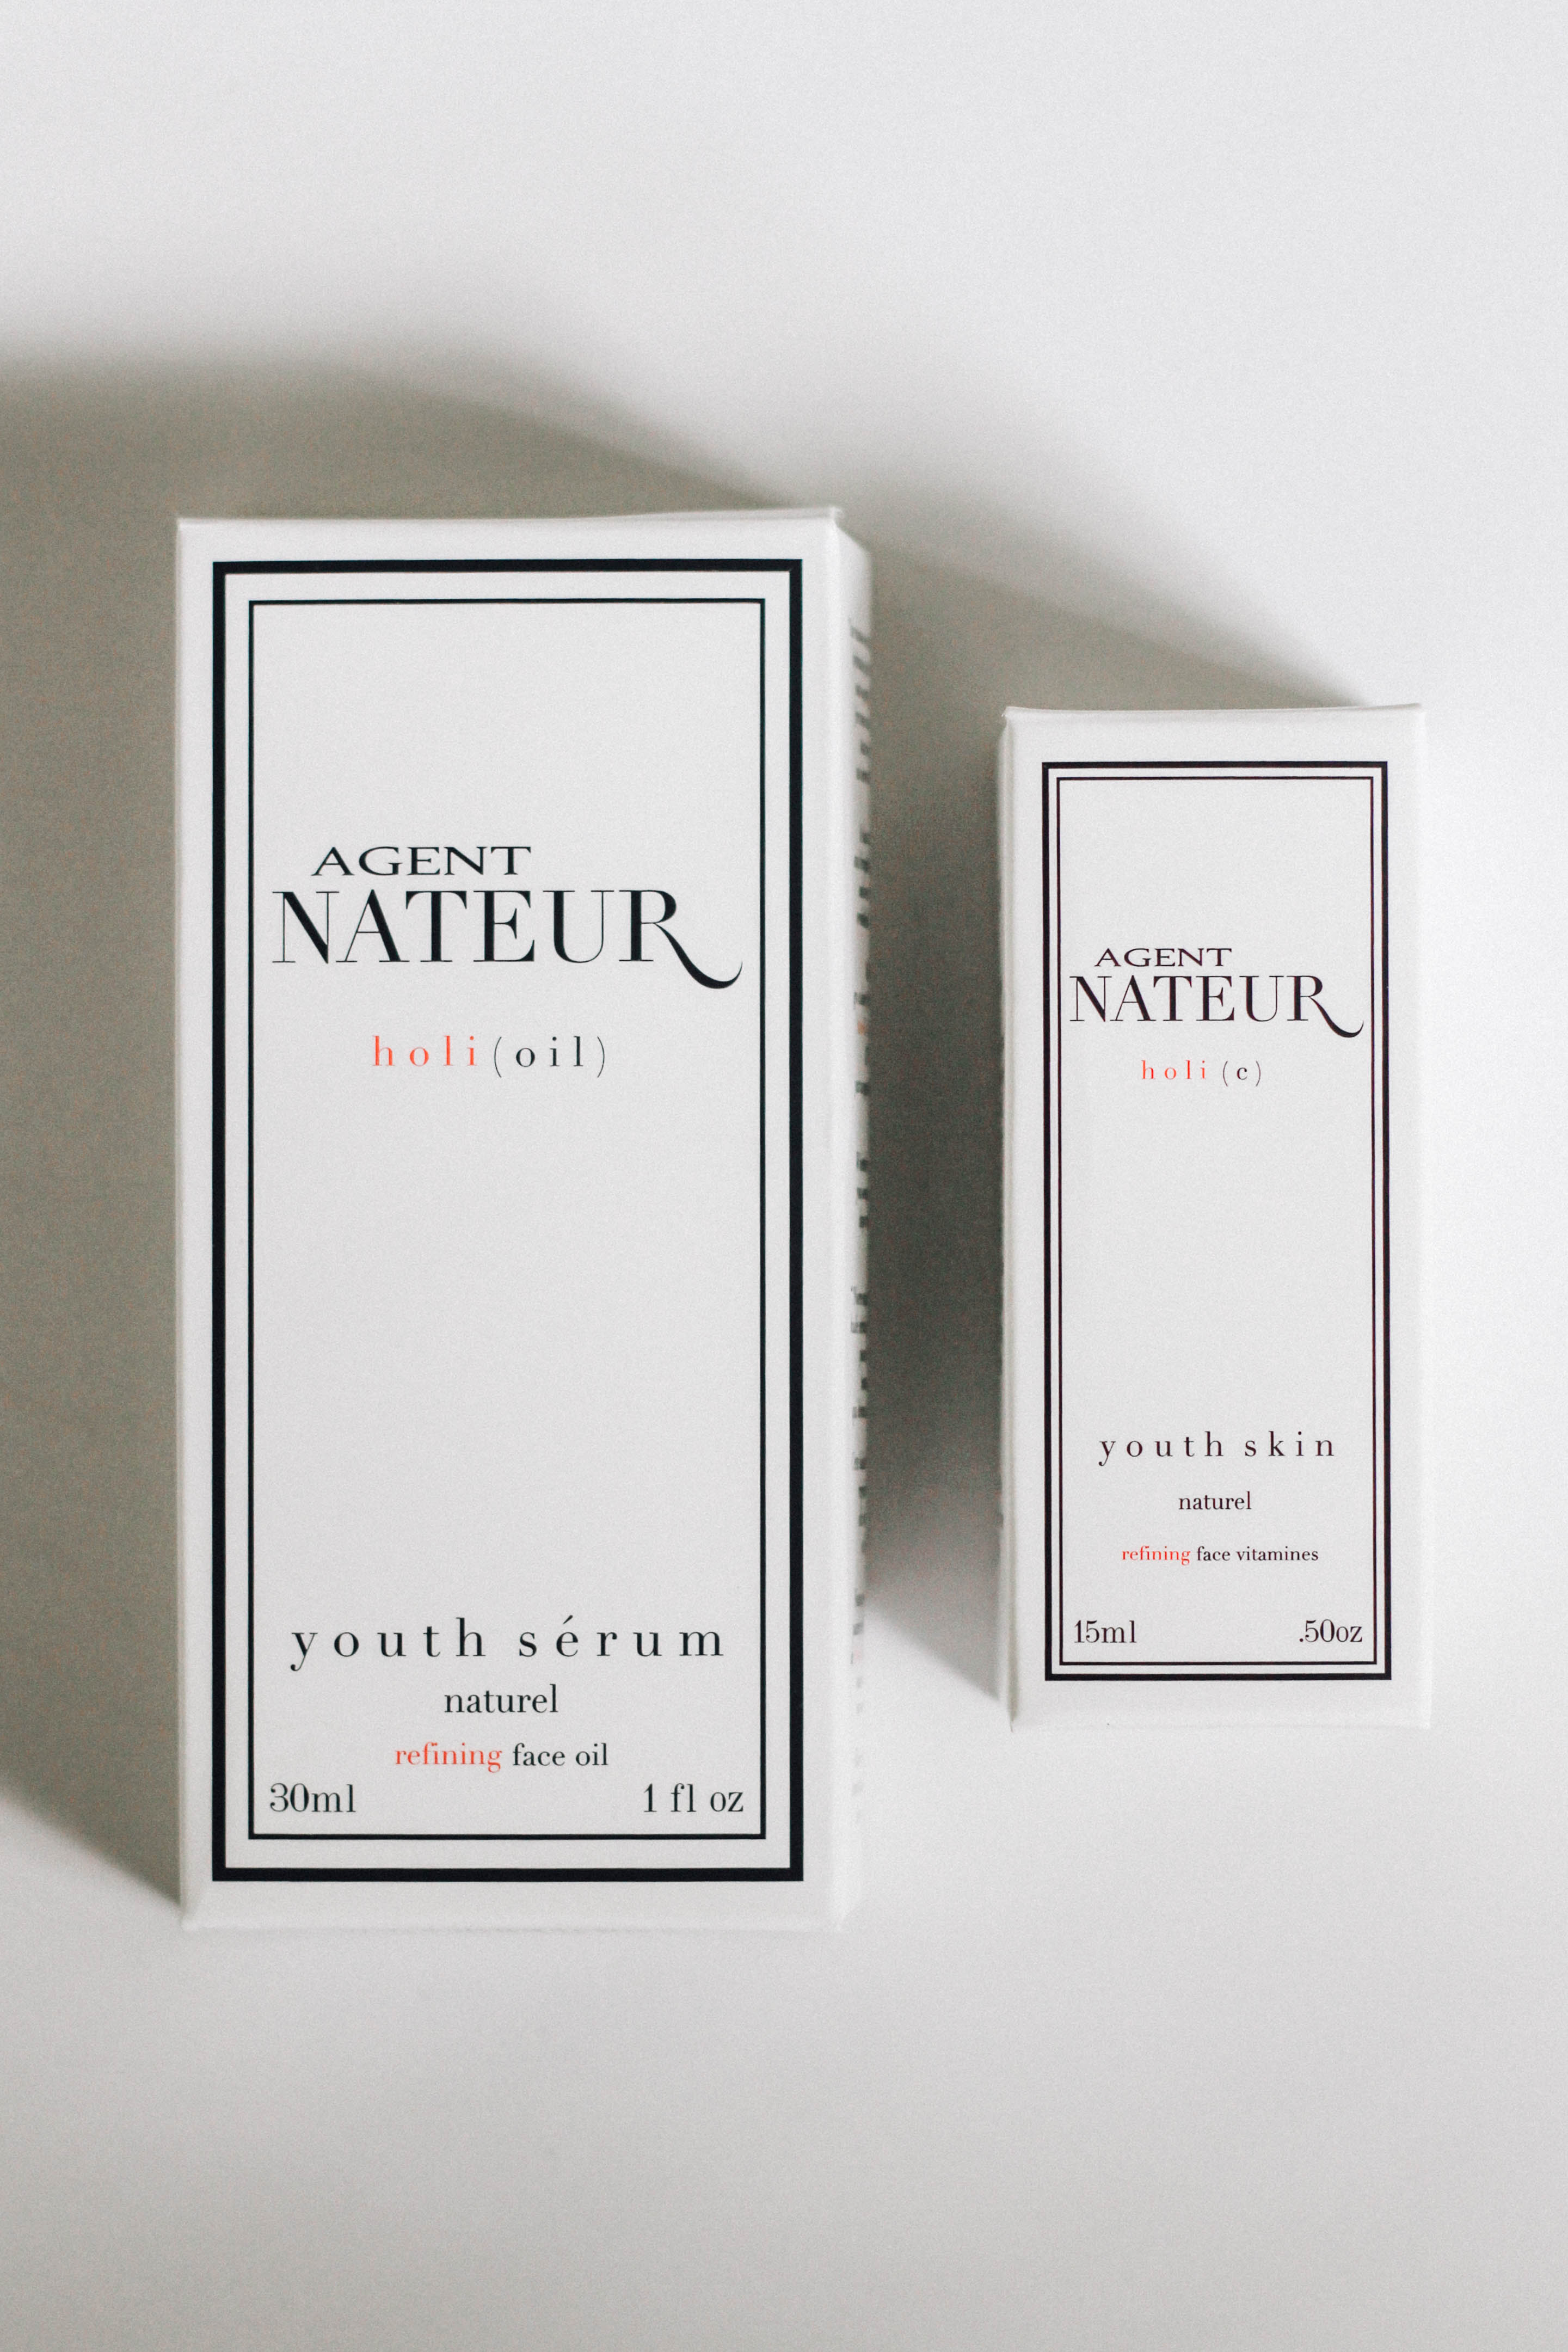 AGENT
NATEUR
holi(oil)
youth sérum
naturel
refining face oil
30ml 1 fl oz
AGENT
NATEUR
holi (c)
youth skin
naturel
refining face vitamines
15ml .50oz